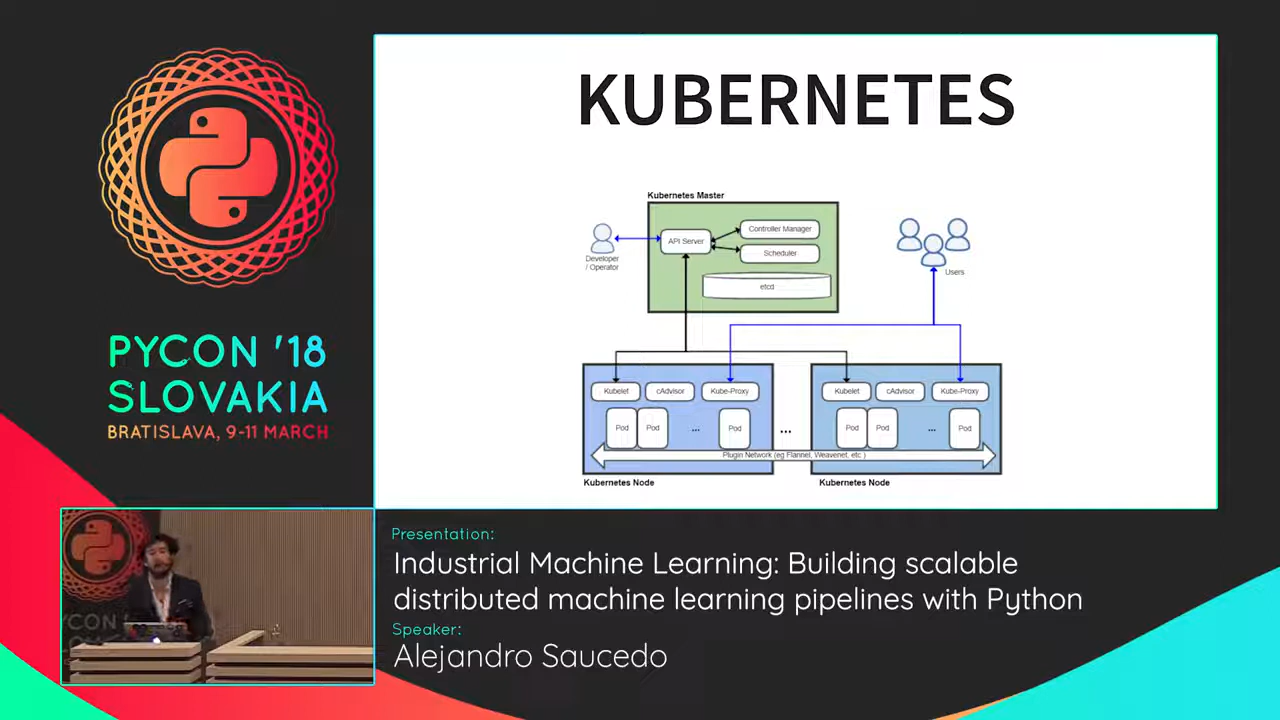 KUBERNETES
Kubernetes Master
API Server
Controller Manager
Scheduler
etcd
Developer
/ Operator
Users
Kubelet
cAdvisor
Kube-Proxy
Pod
Pod
...
Pod
...
Kubelet
cAdvisor
Kube-Proxy
Pod
Pod
...
Pod
Plugin Network (eg Flannel, Weavenet, etc )
Kubernetes Node
Kubernetes Node
PYCON '18
SLOVAKIA
BRATISLAVA, 9-11 MARCH
YCON
Presentation:
Industrial Machine Learning: Building scalable
distributed machine learning pipelines with Python
Speaker:
Alejandro Saucedo